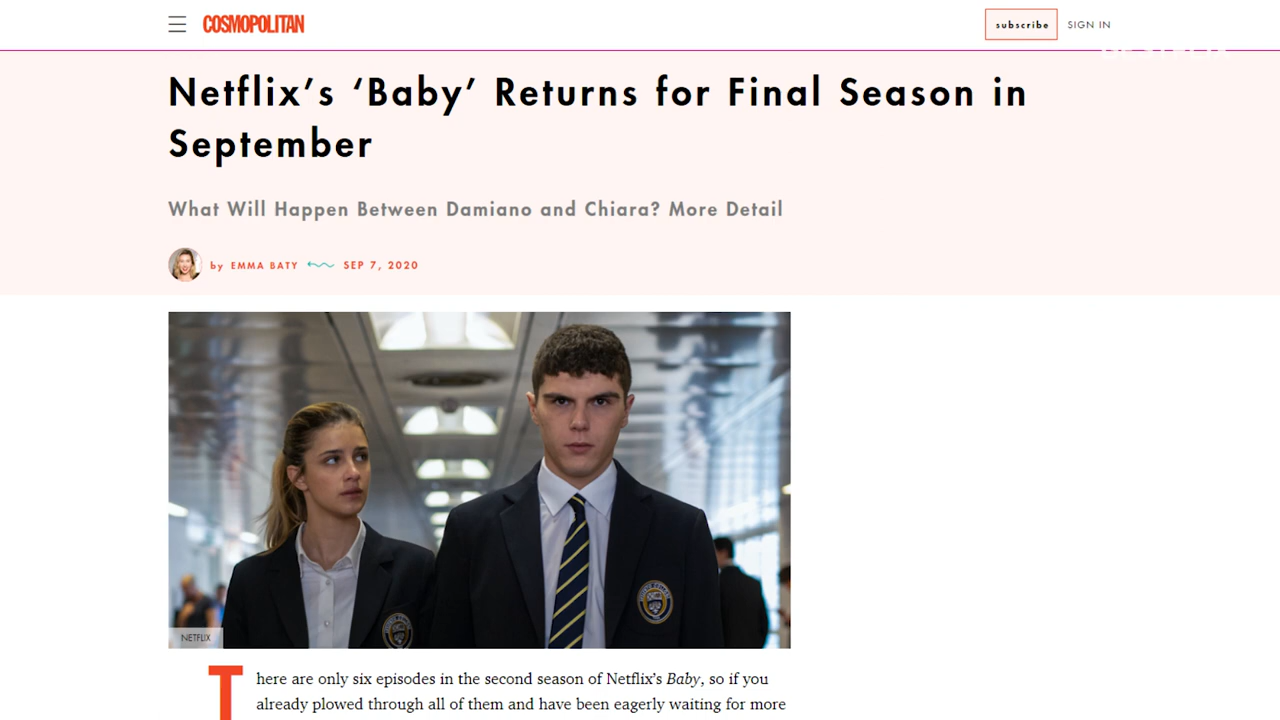 COSMOPOLITAN
subscribe
SIGN IN
Netflix’s ‘Baby’ Returns for Final Season in
September
What Will Happen Between Damiano and Chiara? More Detail
by EMMA BATY
SEP 7, 2020
NETFLIX
There are only six episodes in the second season of Netflix’s Baby, so if you
already plowed through all of them and have been eagerly waiting for more